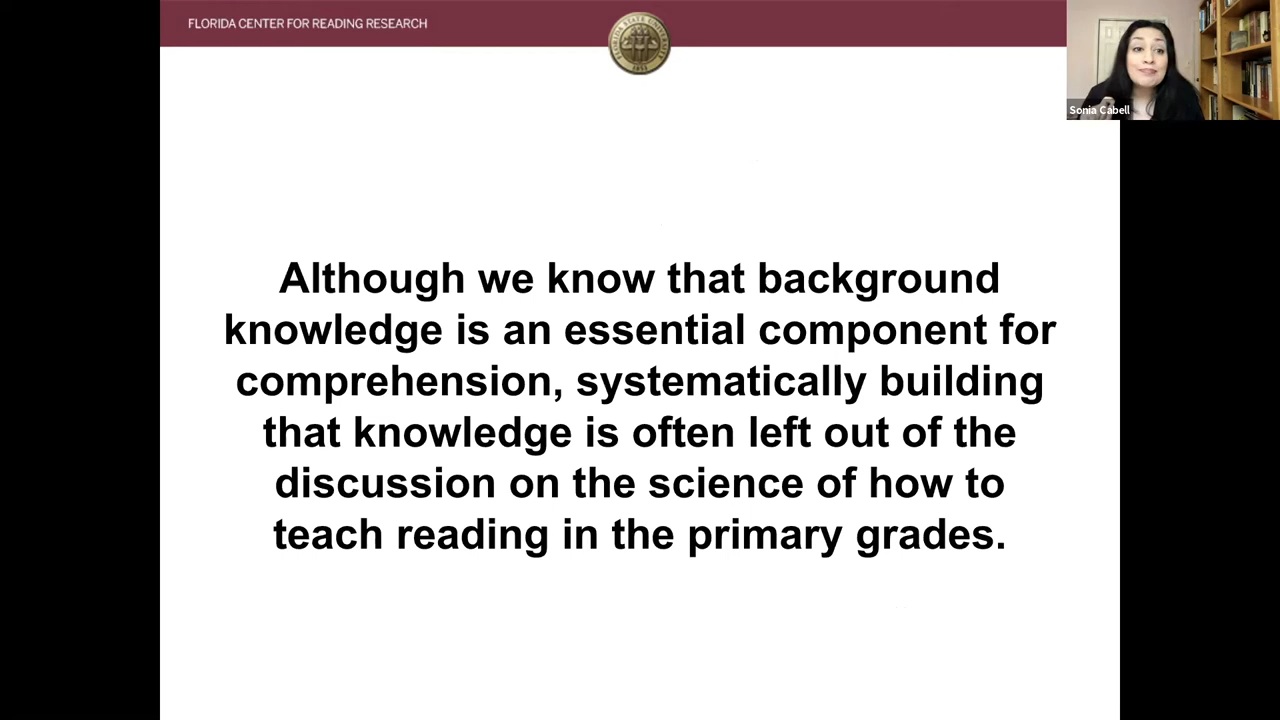 FLORIDA CENTER FOR READING RESEARCH
Sonia Cabell
Although we know that background
knowledge is an essential component for
comprehension, systematically building
that knowledge is often left out of the
discussion on the science of how to
teach reading in the primary grades.